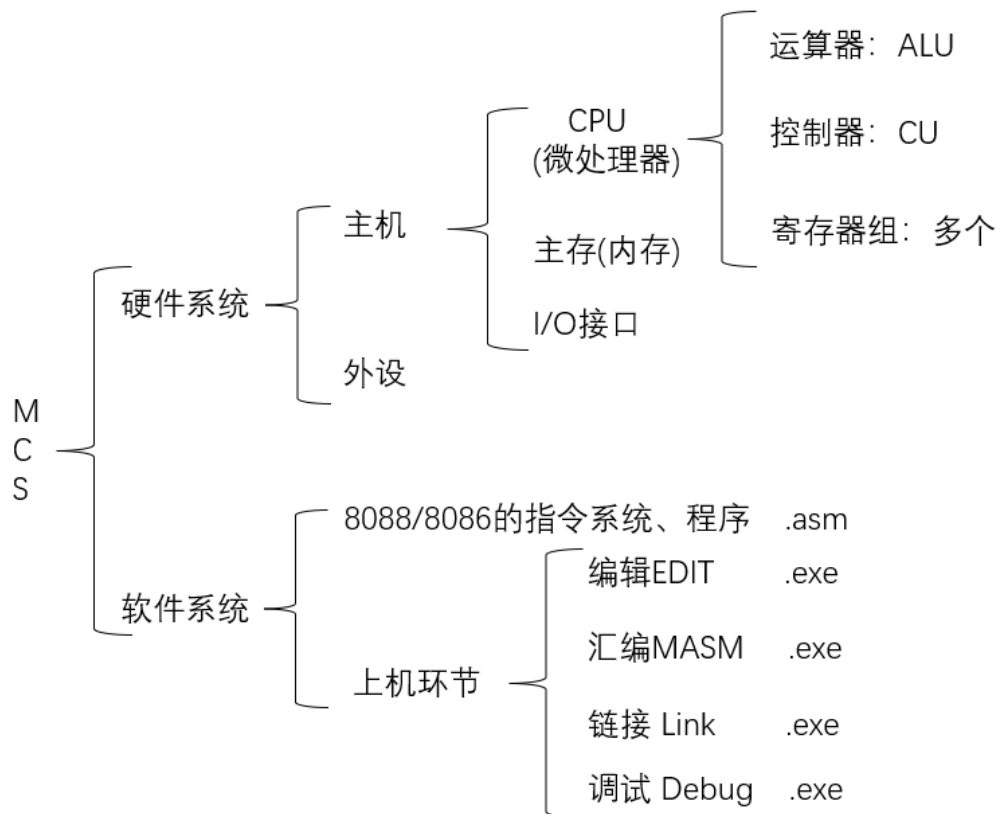 运算器：ALU
CPU
(微处理器)
控制器：CU
主机
寄存器组：多个
主存(内存)
硬件系统
I/O接口
外设
M
C
S
8088/8086的指令系统、程序 .asm
编辑EDIT .exe
软件系统
汇编MASM .exe
上机环节
链接 Link .exe
调试 Debug .exe